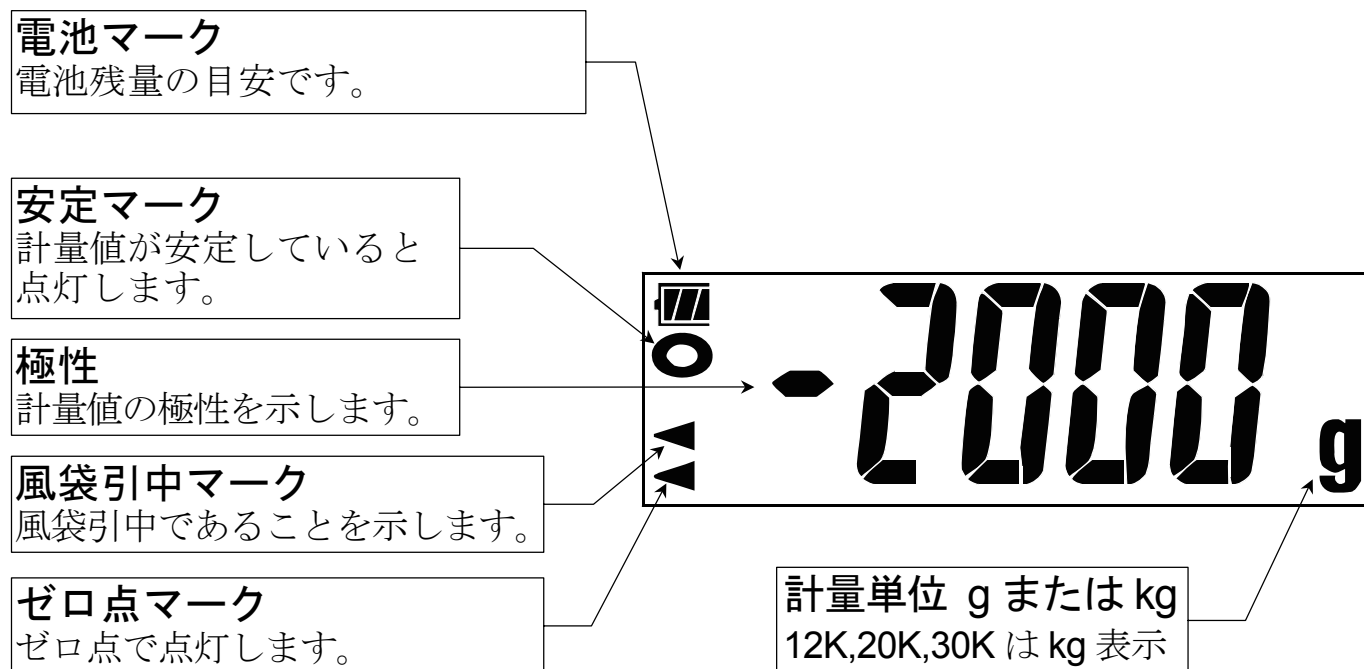 電池マーク
電池残量の目安です。
安定マーク
計量値が安定していると
点灯します。
極性
計量値の極性を示します。
風袋引中マーク
風袋引中であることを示します。
ゼロ点マーク
ゼロ点で点灯します。
-2000 g
計量単位 g または kg
12K,20K,30K は kg 表示